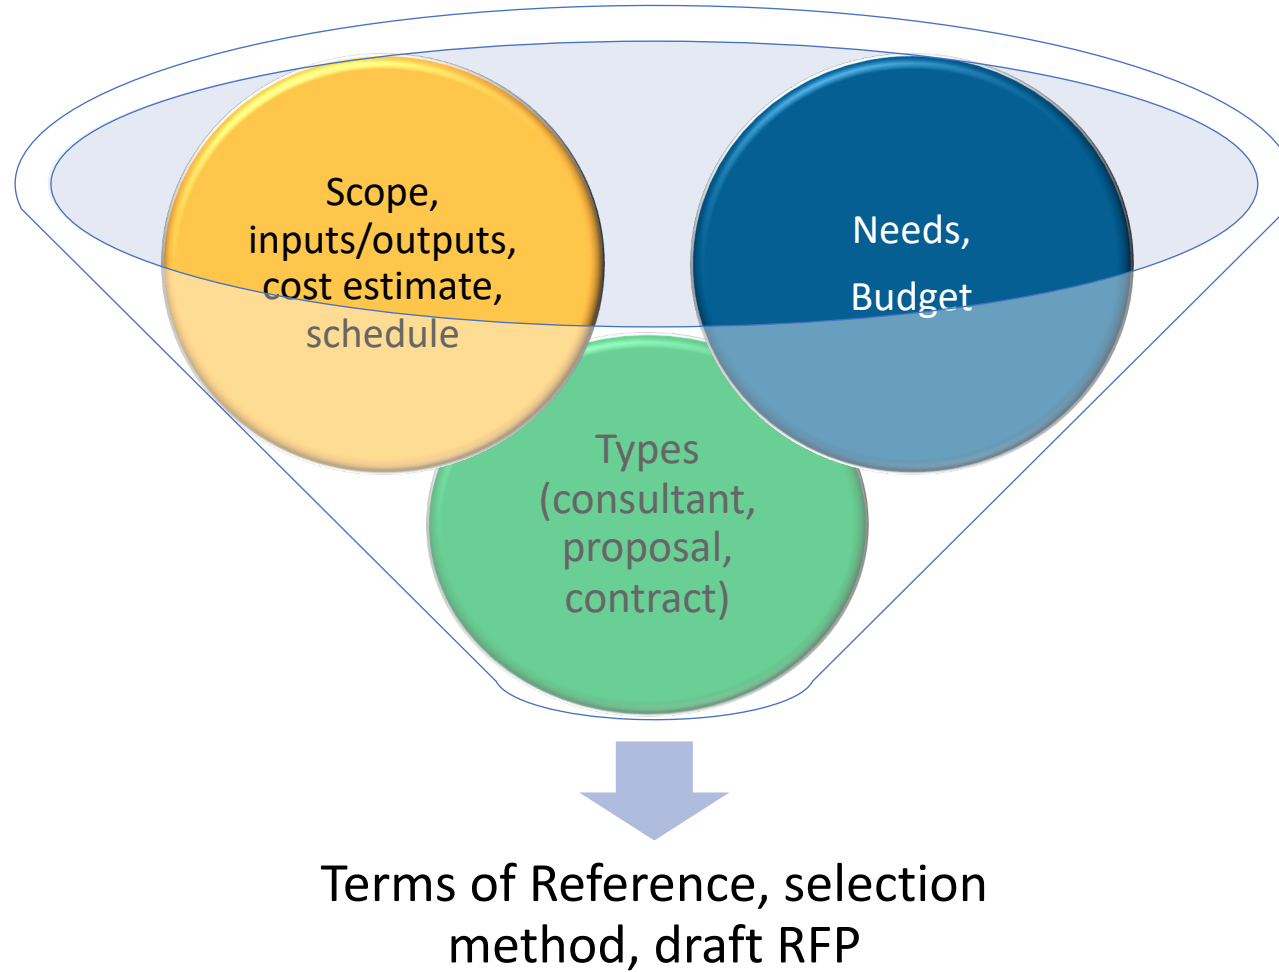 Scope,
inputs/outputs,
cost estimate,
schedule
Needs,
Budget
Types
(consultant,
proposal,
contract)
Terms of Reference, selection
method, draft RFP